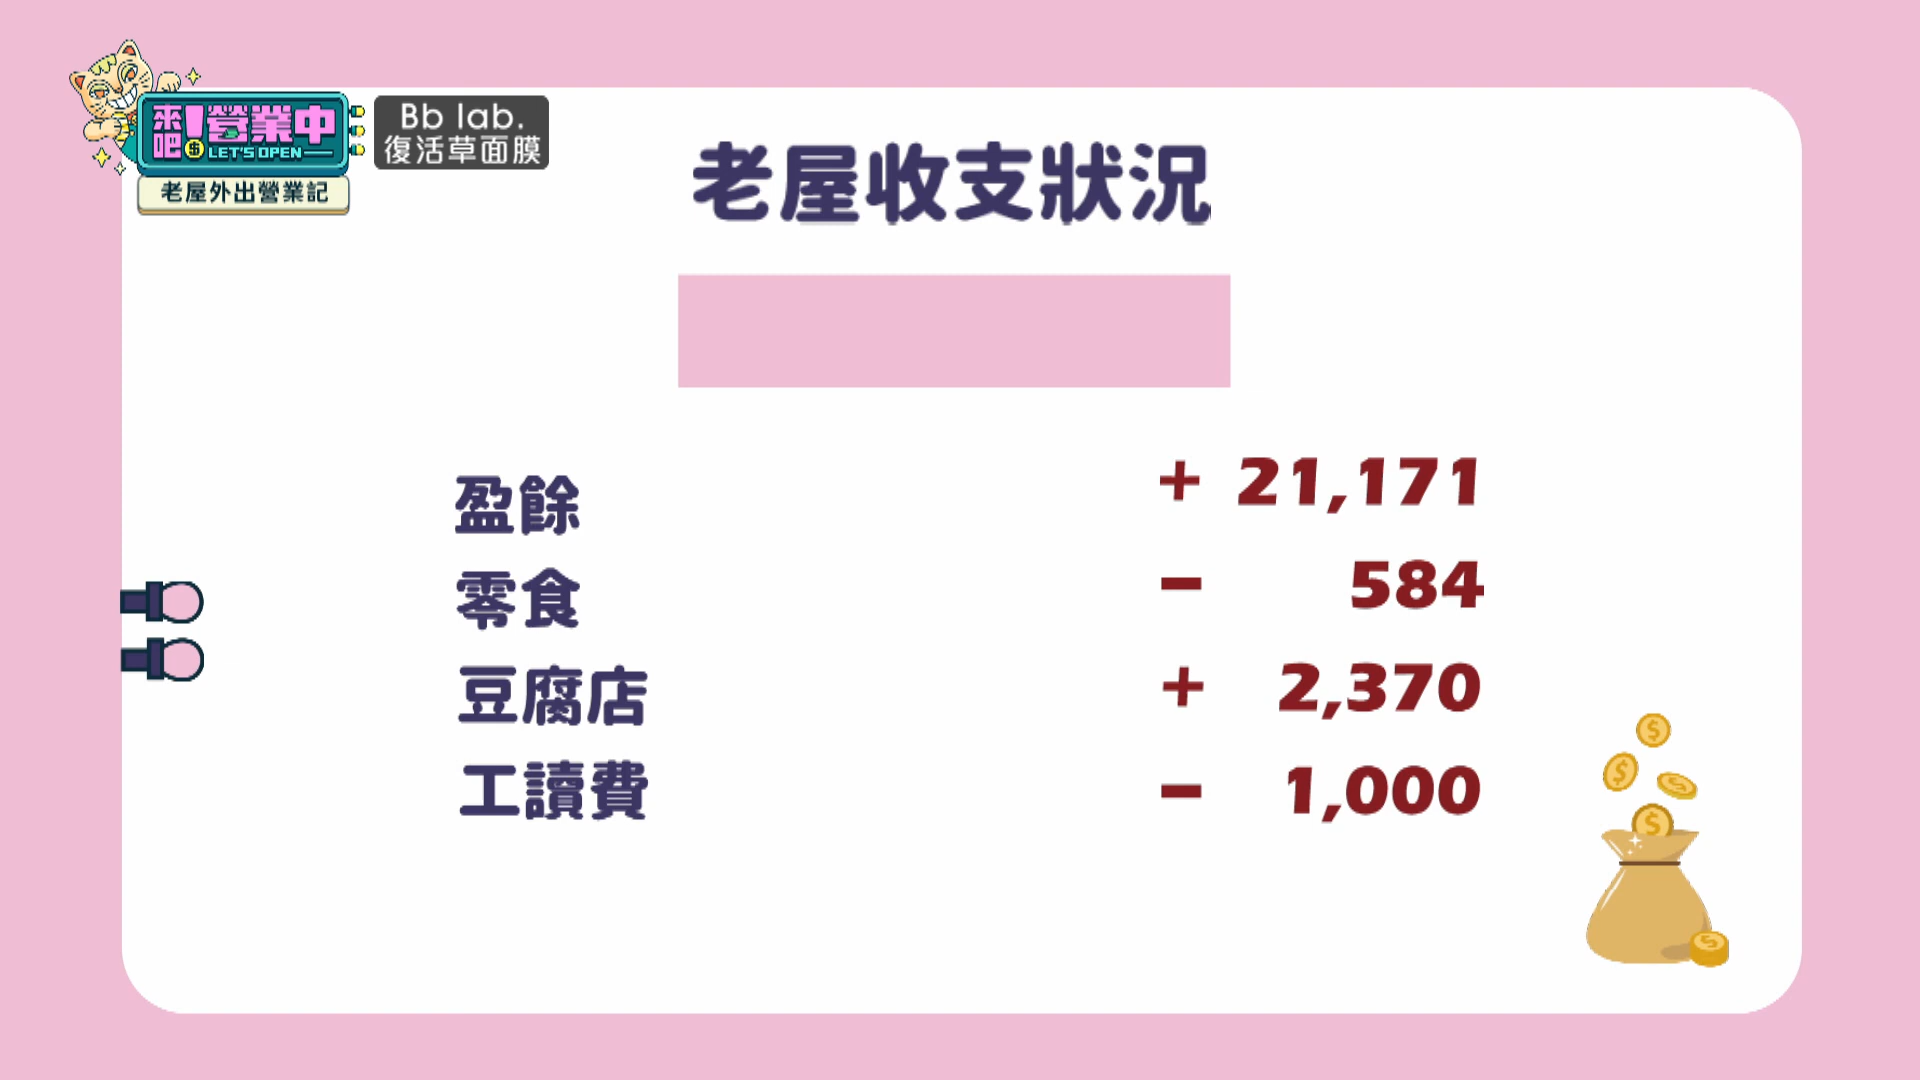 來吧!營業中
LET'S OPEN
老屋外出營業記
Bb lab.
復活草面膜
老屋收支狀況
盈餘 + 21,171
零食 − 584
豆腐店 + 2,370
工讀費 − 1,000